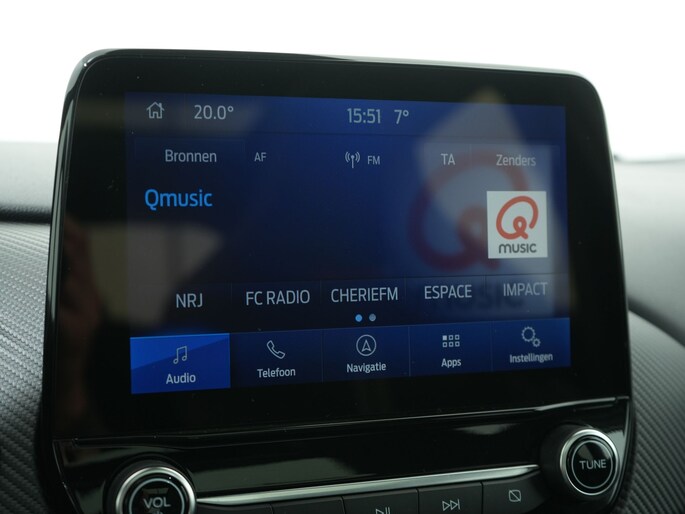 20.0° 15:51 7°
Bronnen AF FM TA Zenders
Qmusic
Q
music
NRJ FC RADIO CHERIEFM ESPACE IMPACT
Audio Telefoon Navigatie Apps Instellingen
VOL TUNE